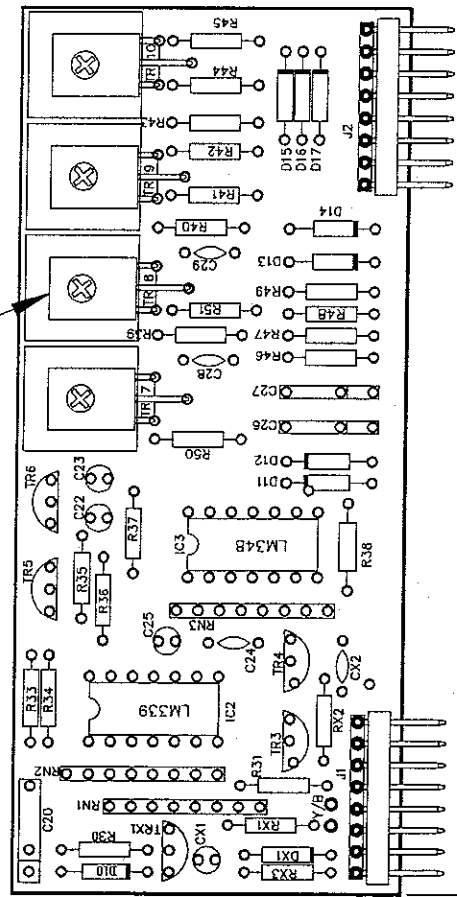 R45
TR 10
R44
R43
R42
TR 9
R41
R40
C29
TR 8
R51
R39
C28
TR 7
R50
D15
D16
D17
J2
D14
D13
R49
R48
R47
R46
C27
C26
D12
D11
TR6
C23
C22
R37
TR5
R35
R36
IC3
LM348
R38
RN3
C25
C24
TR4
CX2
R33
R34
LM339
IC2
TR3
RX2
RN2
R31
J1
RN1
Y/B
C20
R30
TRX1
CX1
RX1
D10
DX1
RX3